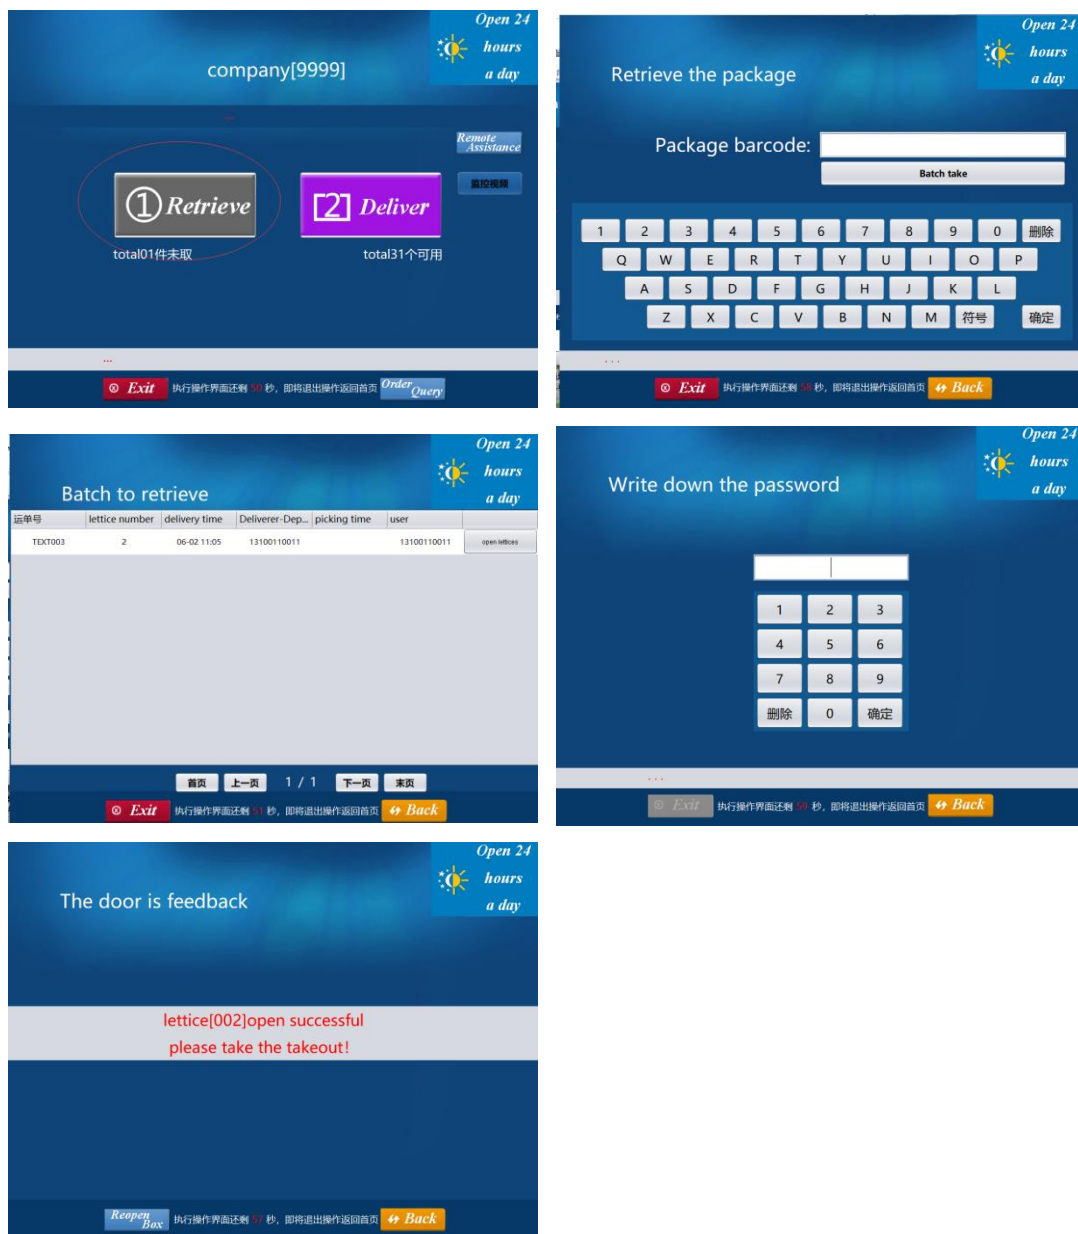 Open 24
hours
a day
company[9999]
...
Remote
Assistance
监控视频
① Retrieve
[2] Deliver
total01件未取
total31个可用
...
Exit 执行操作界面还剩 50 秒，即将退出操作返回首页 Order Query
Open 24
hours
a day
Retrieve the package
Package barcode:
Batch take
1 2 3 4 5 6 7 8 9 0 删除
Q W E R T Y U I O P
A S D F G H J K L
Z X C V B N M 符号 确定
...
Exit 执行操作界面还剩 58 秒，即将退出操作返回首页 Back
Open 24
hours
a day
Batch to retrieve
运单号 lettice number delivery time Deliverer-Dep... picking time user
TEXT003 2 06-02 11:05 13100110011 13100110011 open lettices
首页 上一页 1 / 1 下一页 末页
Exit 执行操作界面还剩 51 秒，即将退出操作返回首页 Back
Open 24
hours
a day
Write down the password
1 2 3
4 5 6
7 8 9
删除 0 确定
...
Exit 执行操作界面还剩 59 秒，即将退出操作返回首页 Back
Open 24
hours
a day
The door is feedback
lettice[002]open successful
please take the takeout!
Reopen Box 执行操作界面还剩 57 秒，即将退出操作返回首页 Back